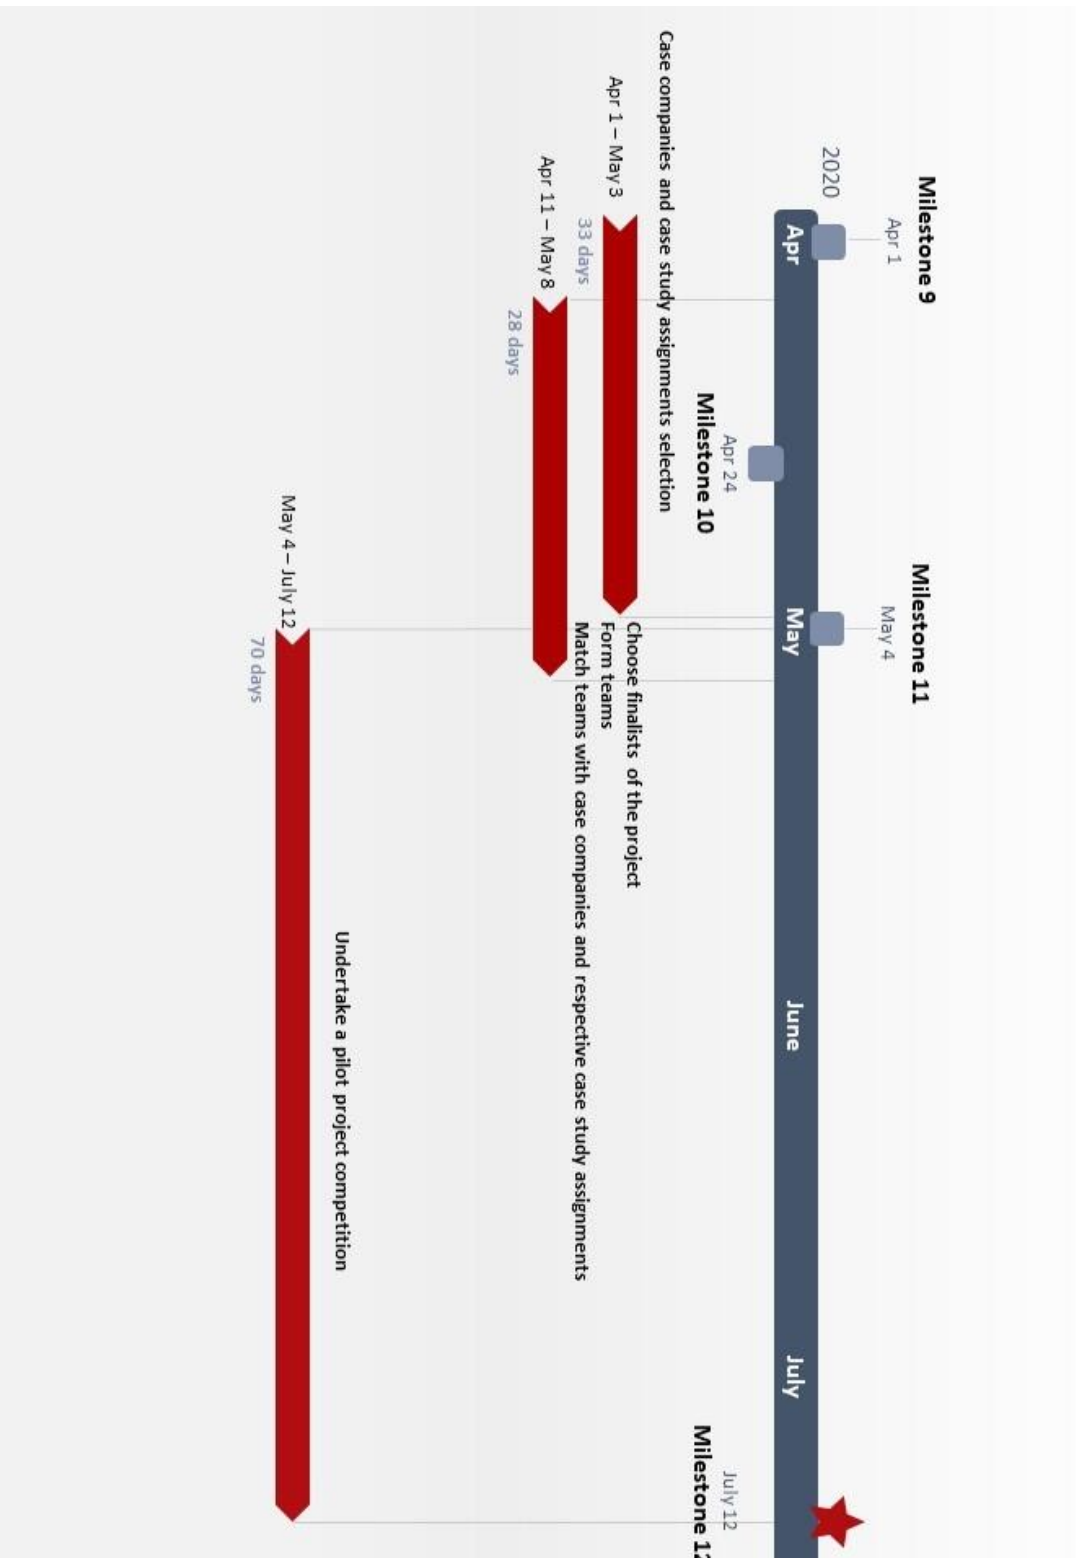 Milestone 9
Apr 1
Milestone 11
May 4
2020
Apr
May
June
July
Apr 24
Milestone 10
July 12
Milestone 12
Case companies and case study assignments selection
Apr 1 – May 3
33 days
Choose finalists of the project
Form teams
Match teams with case companies and respective case study assignments
Apr 11 – May 8
28 days
Undertake a pilot project competition
May 4 – July 12
70 days